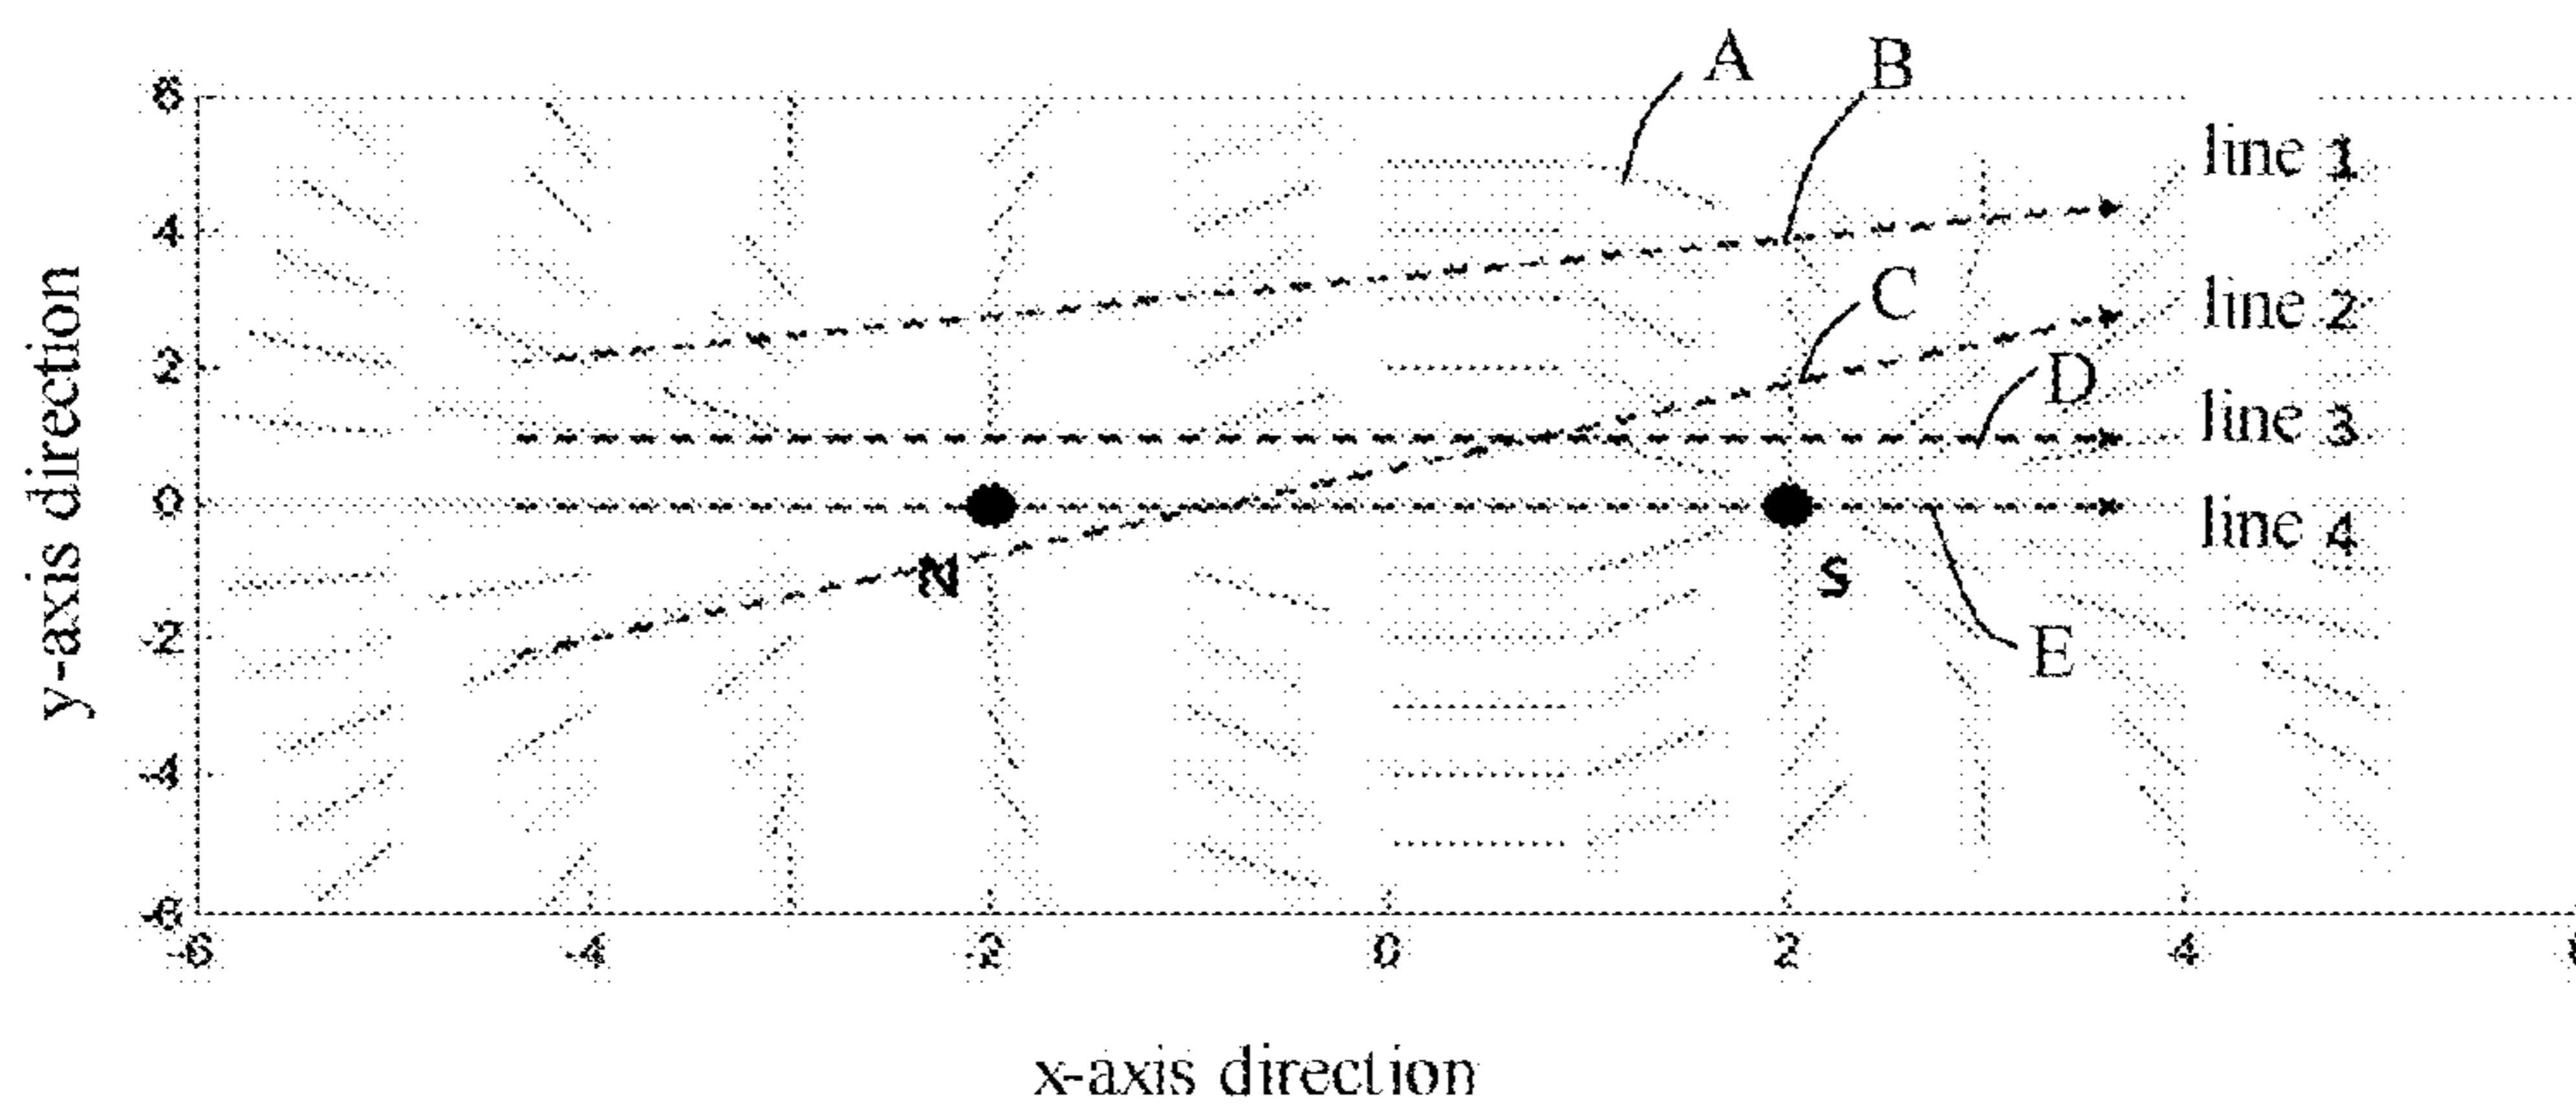 A
B
6
line 1
4
C
line 2
2
D
line 3
0
line 4
N
S
-2
E
-4
-6
-6
-4
-2
0
2
4
y-axis direction
x-axis direction